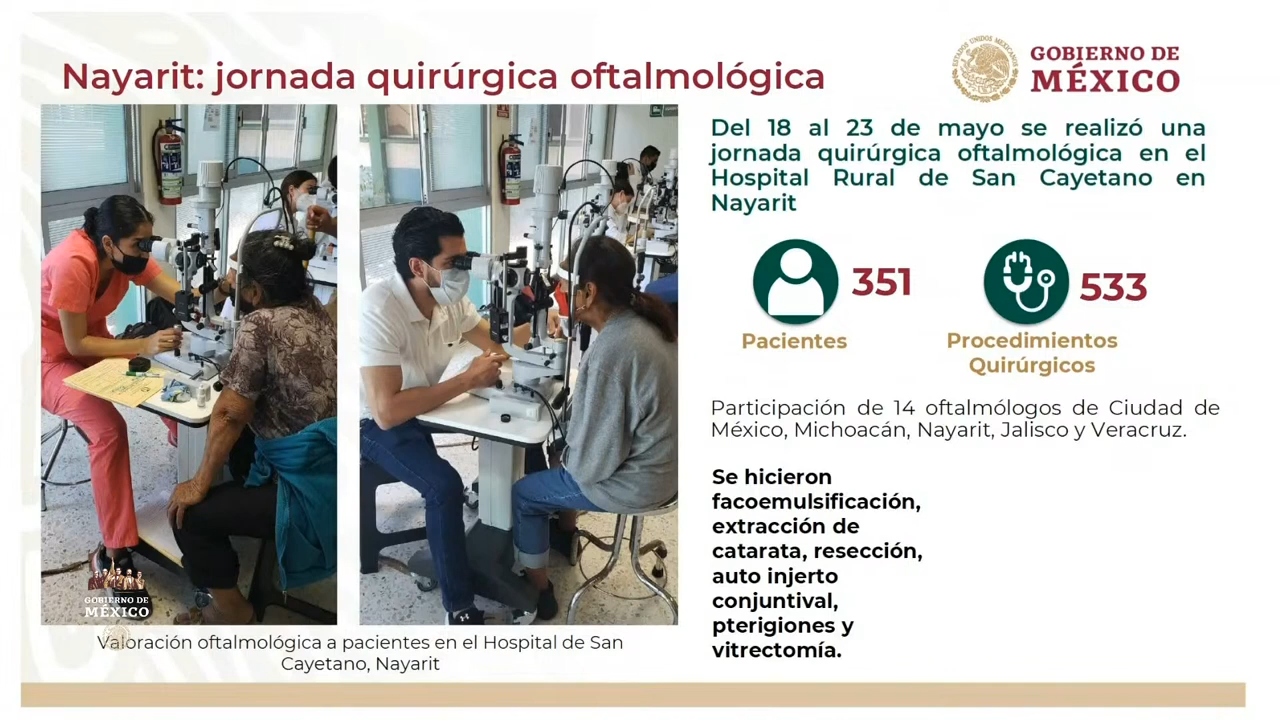 Nayarit: jornada quirúrgica oftalmológica
GOBIERNO DE
MÉXICO
Del 18 al 23 de mayo se realizó una
jornada quirúrgica oftalmológica en el
Hospital Rural de San Cayetano en
Nayarit
351
Pacientes
533
Procedimientos
Quirúrgicos
Participación de 14 oftalmólogos de Ciudad de
México, Michoacán, Nayarit, Jalisco y Veracruz.
Se hicieron
facoemulsificación,
extracción de
catarata, resección,
auto injerto
conjuntival,
pterigiones y
vitrectomía.
GOBIERNO DE
MÉXICO
Valoración oftalmológica a pacientes en el Hospital de San
Cayetano, Nayarit